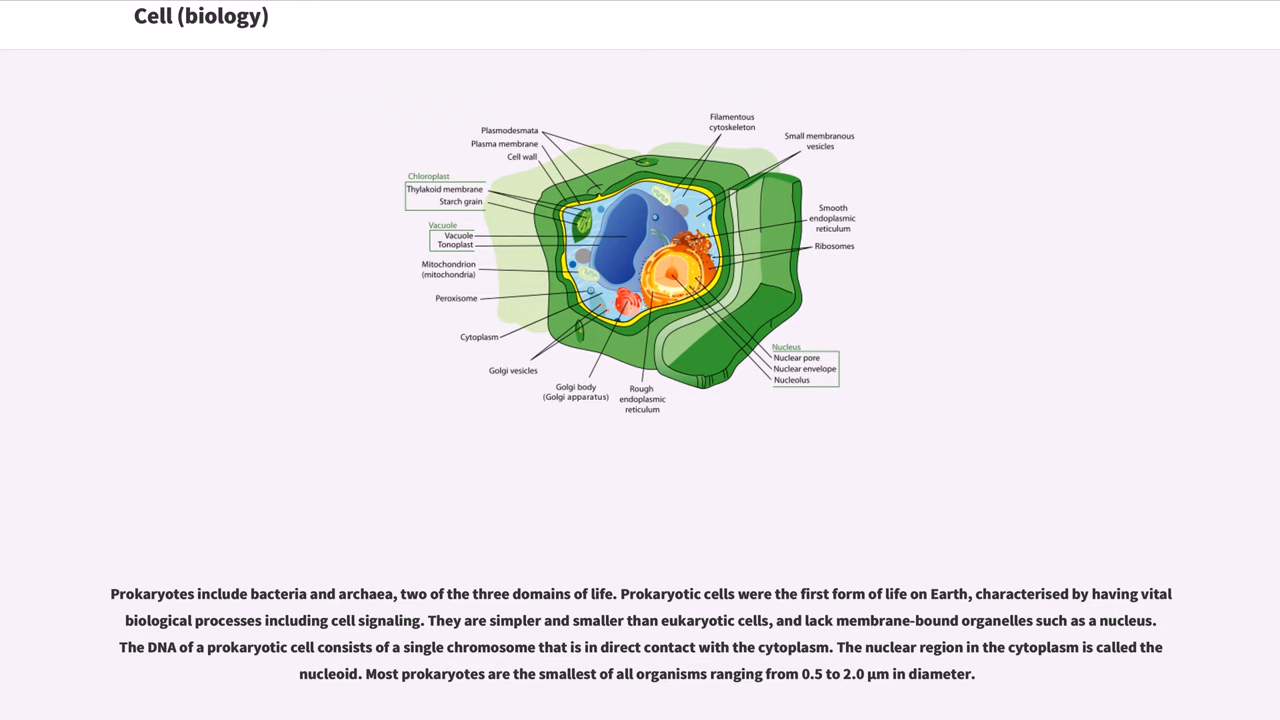 Cell (biology)
Filamentous
cytoskeleton
Plasmodesmata
Small membranous
vesicles
Plasma membrane
Cell wall
Chloroplast
Thylakoid membrane
Starch grain
Smooth
endoplasmic
reticulum
Vacuole
Vacuole
Tonoplast
Ribosomes
Mitochondrion
(mitochondria)
Peroxisome
Cytoplasm
Nucleus
Nuclear pore
Nuclear envelope
Nucleolus
Golgi vesicles
Golgi body
(Golgi apparatus)
Rough
endoplasmic
reticulum
Prokaryotes include bacteria and archaea, two of the three domains of life. Prokaryotic cells were the first form of life on Earth, characterised by having vital
biological processes including cell signaling. They are simpler and smaller than eukaryotic cells, and lack membrane-bound organelles such as a nucleus.
The DNA of a prokaryotic cell consists of a single chromosome that is in direct contact with the cytoplasm. The nuclear region in the cytoplasm is called the
nucleoid. Most prokaryotes are the smallest of all organisms ranging from 0.5 to 2.0 μm in diameter.